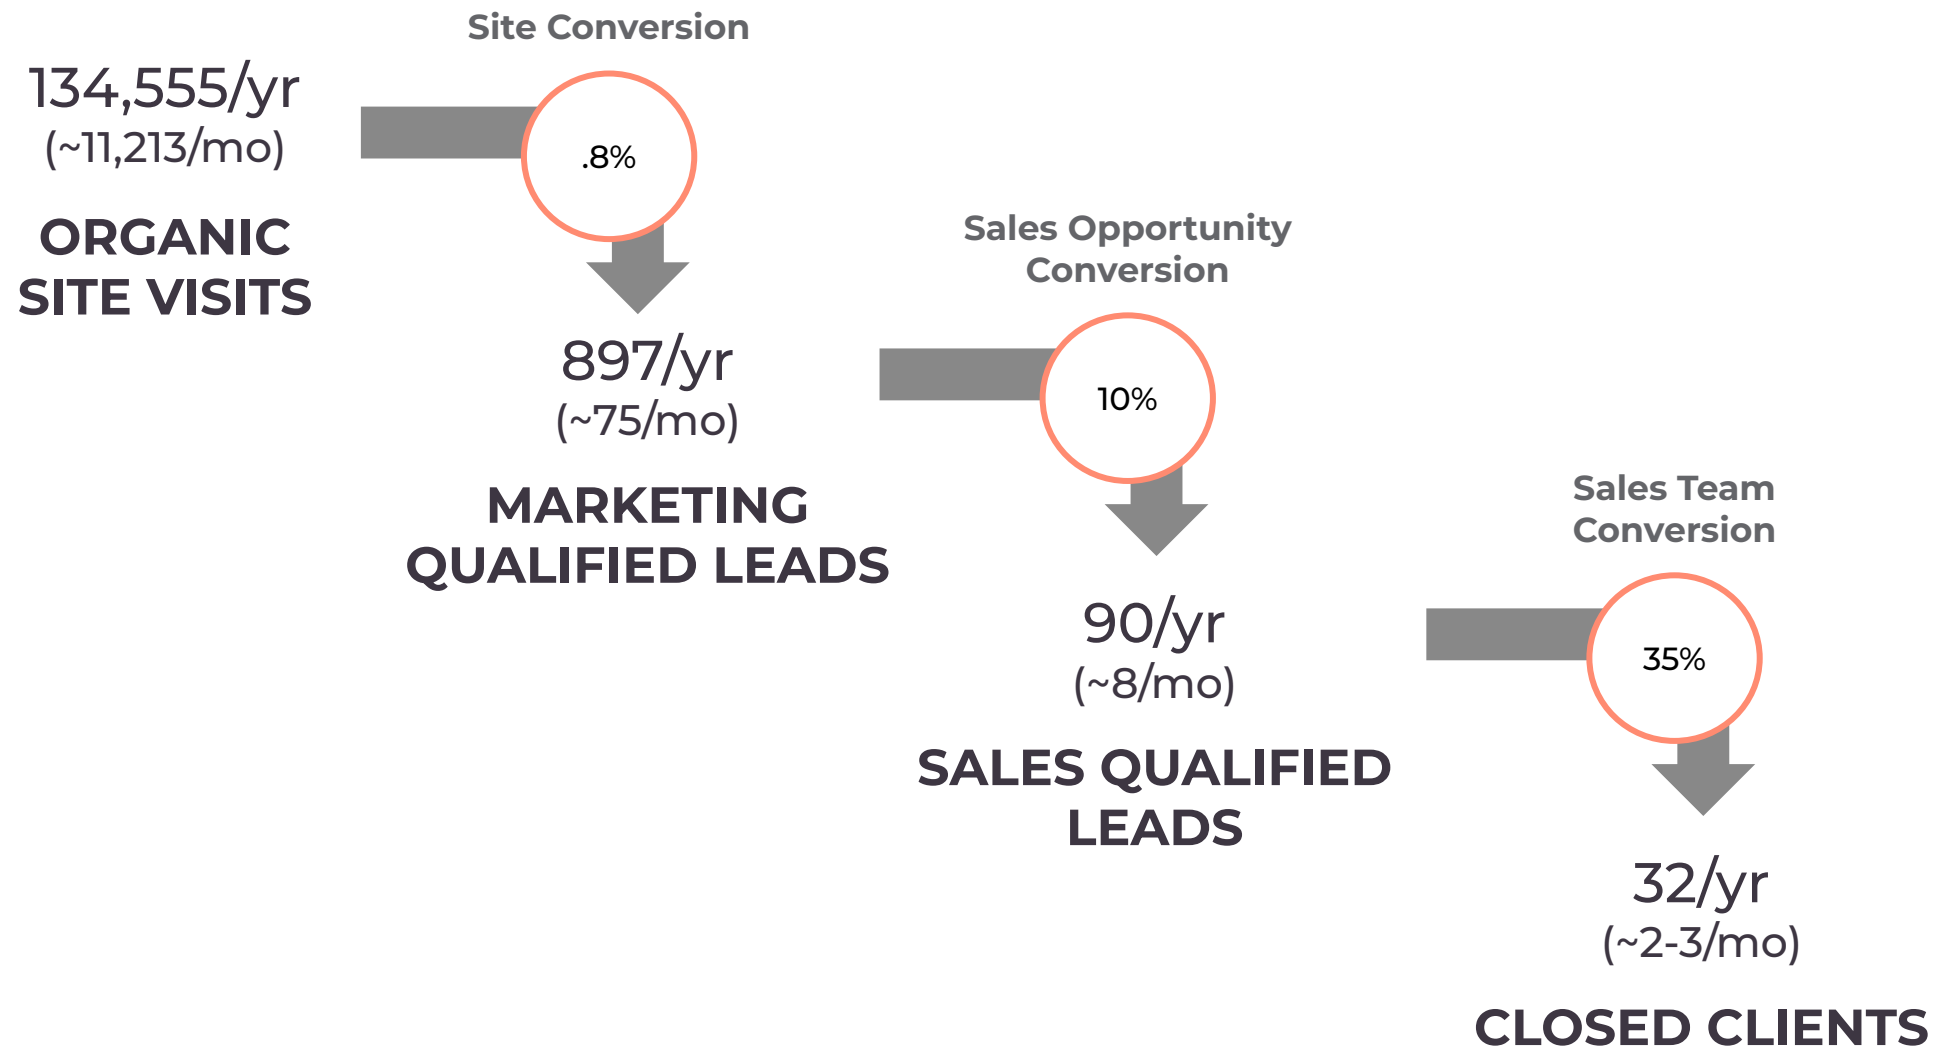 Site Conversion
134,555/yr
(~11,213/mo)
.8%
ORGANIC
SITE VISITS
Sales Opportunity
Conversion
897/yr
(~75/mo)
10%
MARKETING
QUALIFIED LEADS
Sales Team
Conversion
90/yr
(~8/mo)
35%
SALES QUALIFIED
LEADS
32/yr
(~2-3/mo)
CLOSED CLIENTS